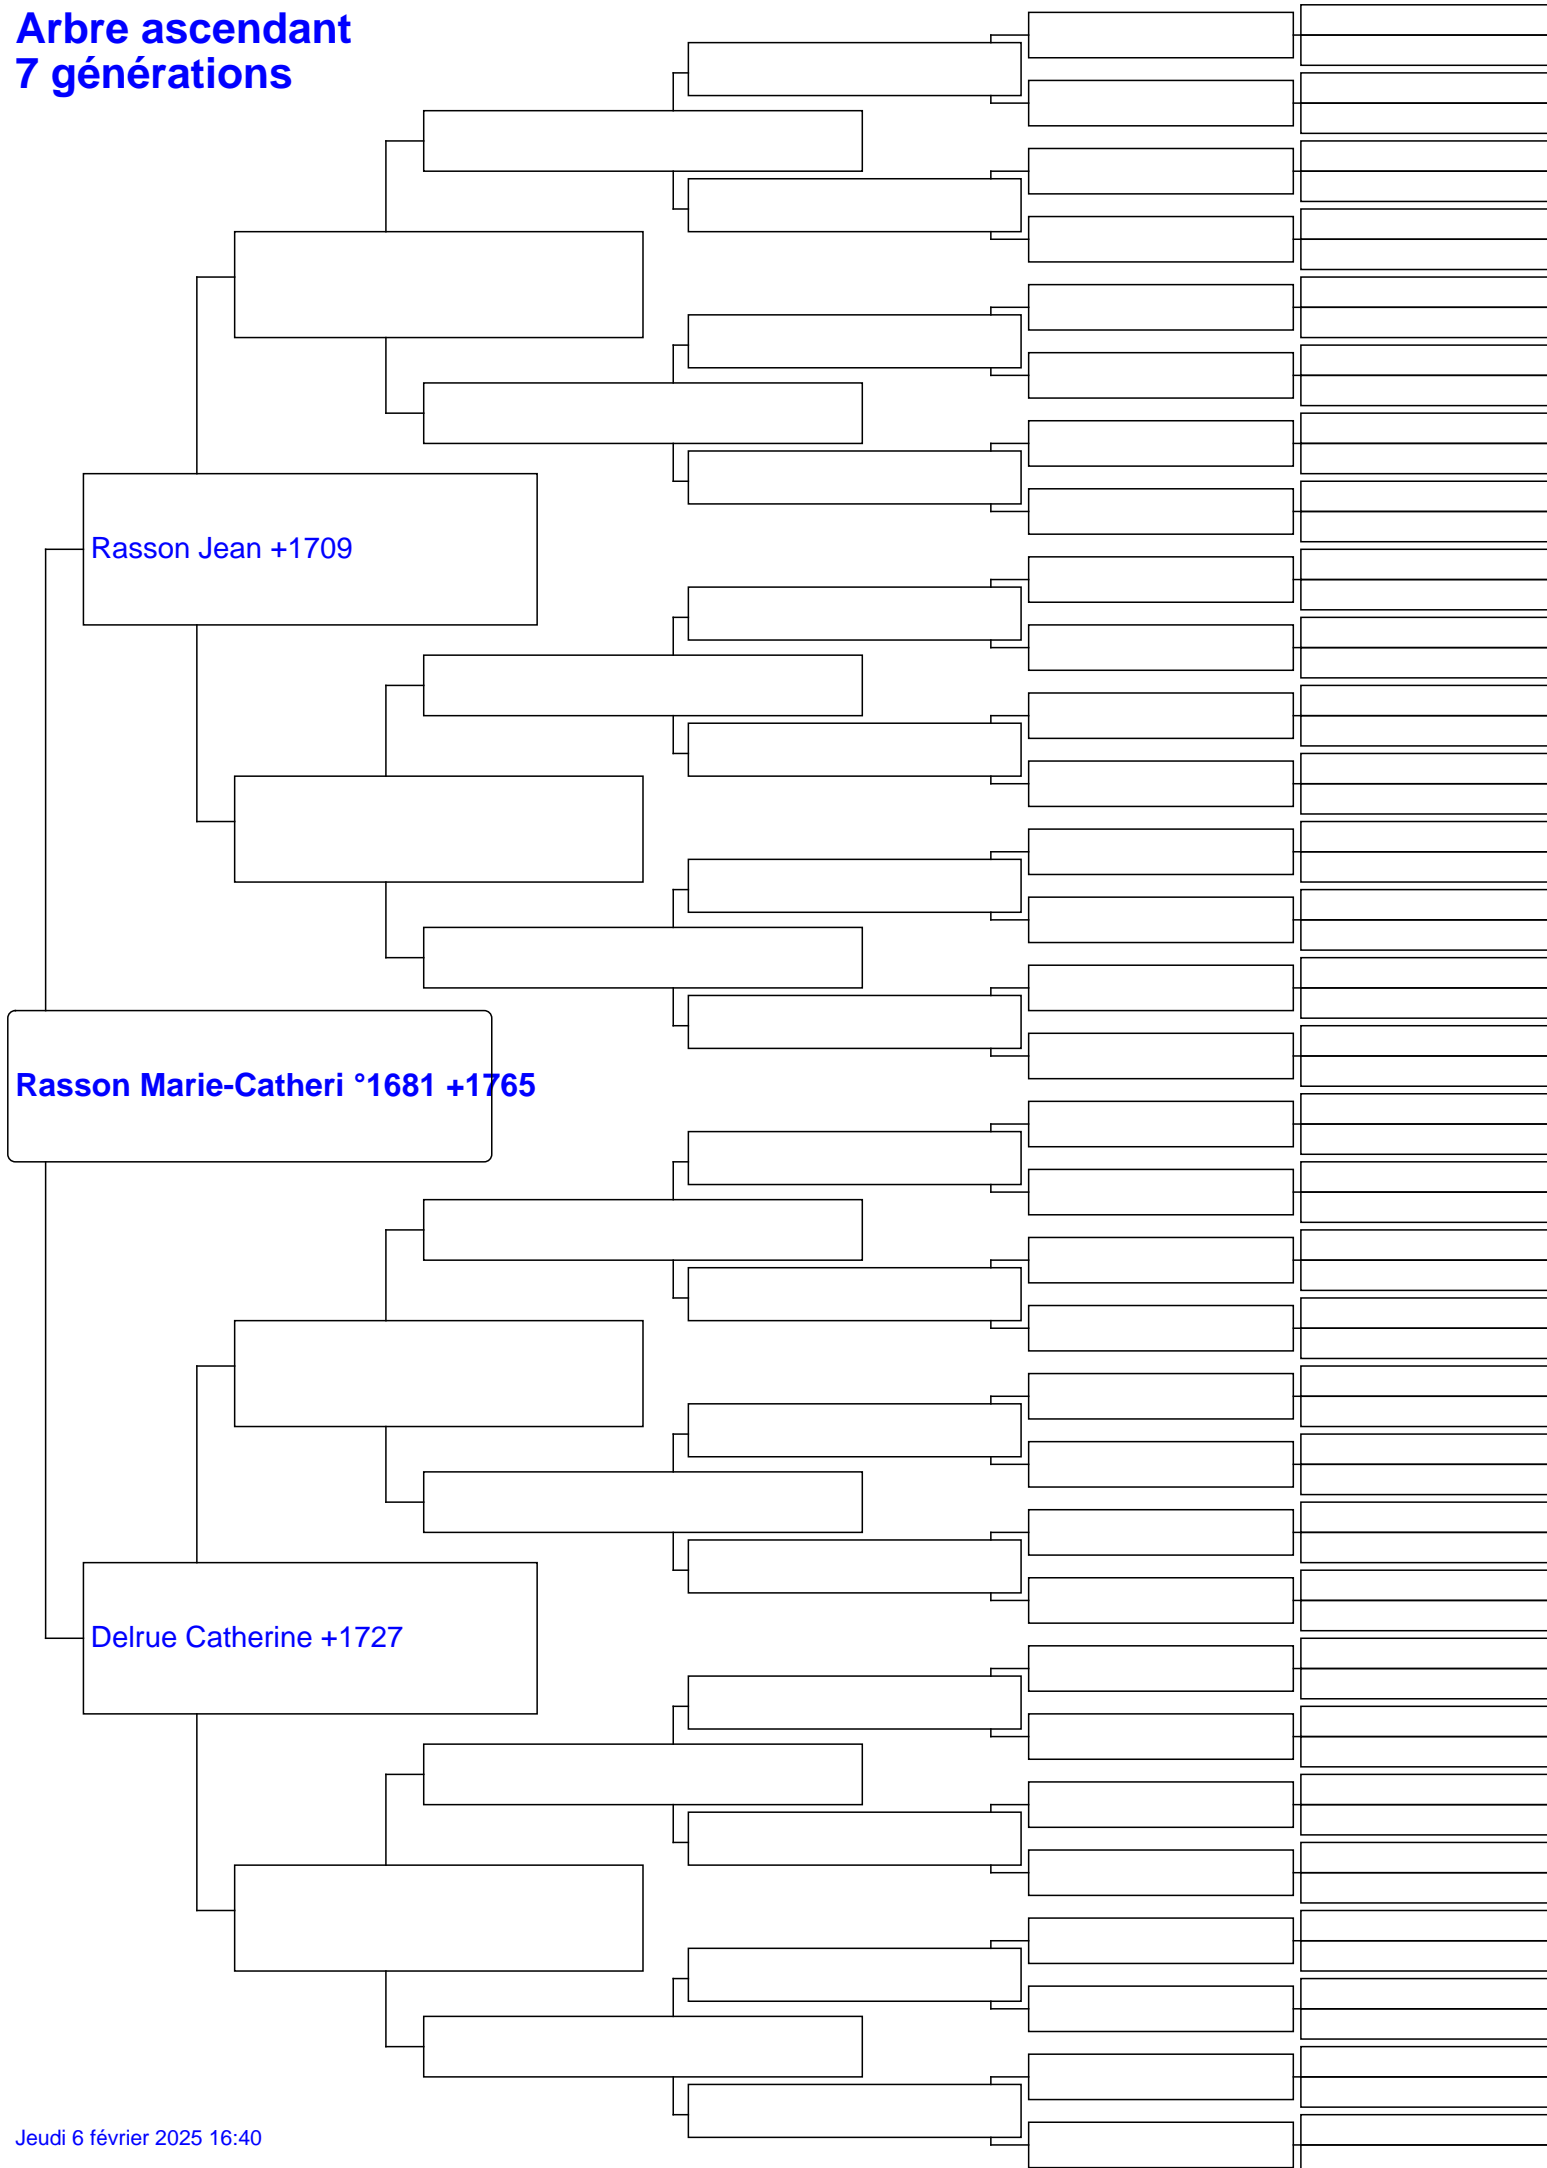 Arbre ascendant
7 générations
Rasson Jean +1709
Rasson Marie-Catheri °1681 +1765
Delrue Catherine +1727
Jeudi 6 février 2025 16:40